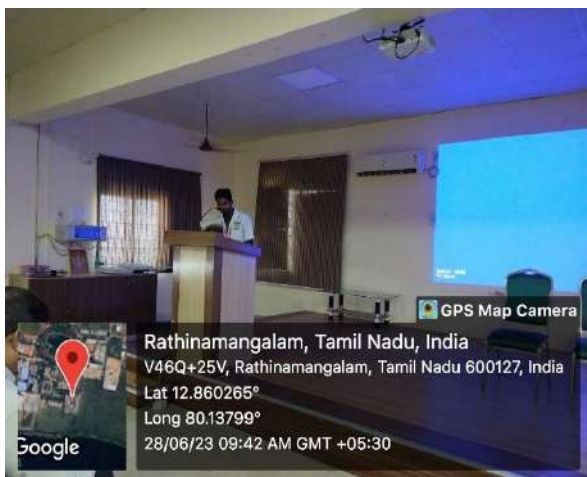 GPS Map Camera
Rathinamangalam, Tamil Nadu, India
V46Q+25V, Rathinamangalam, Tamil Nadu 600127, India
Lat 12.860265°
Long 80.13799°
28/06/23 09:42 AM GMT +05:30
Google